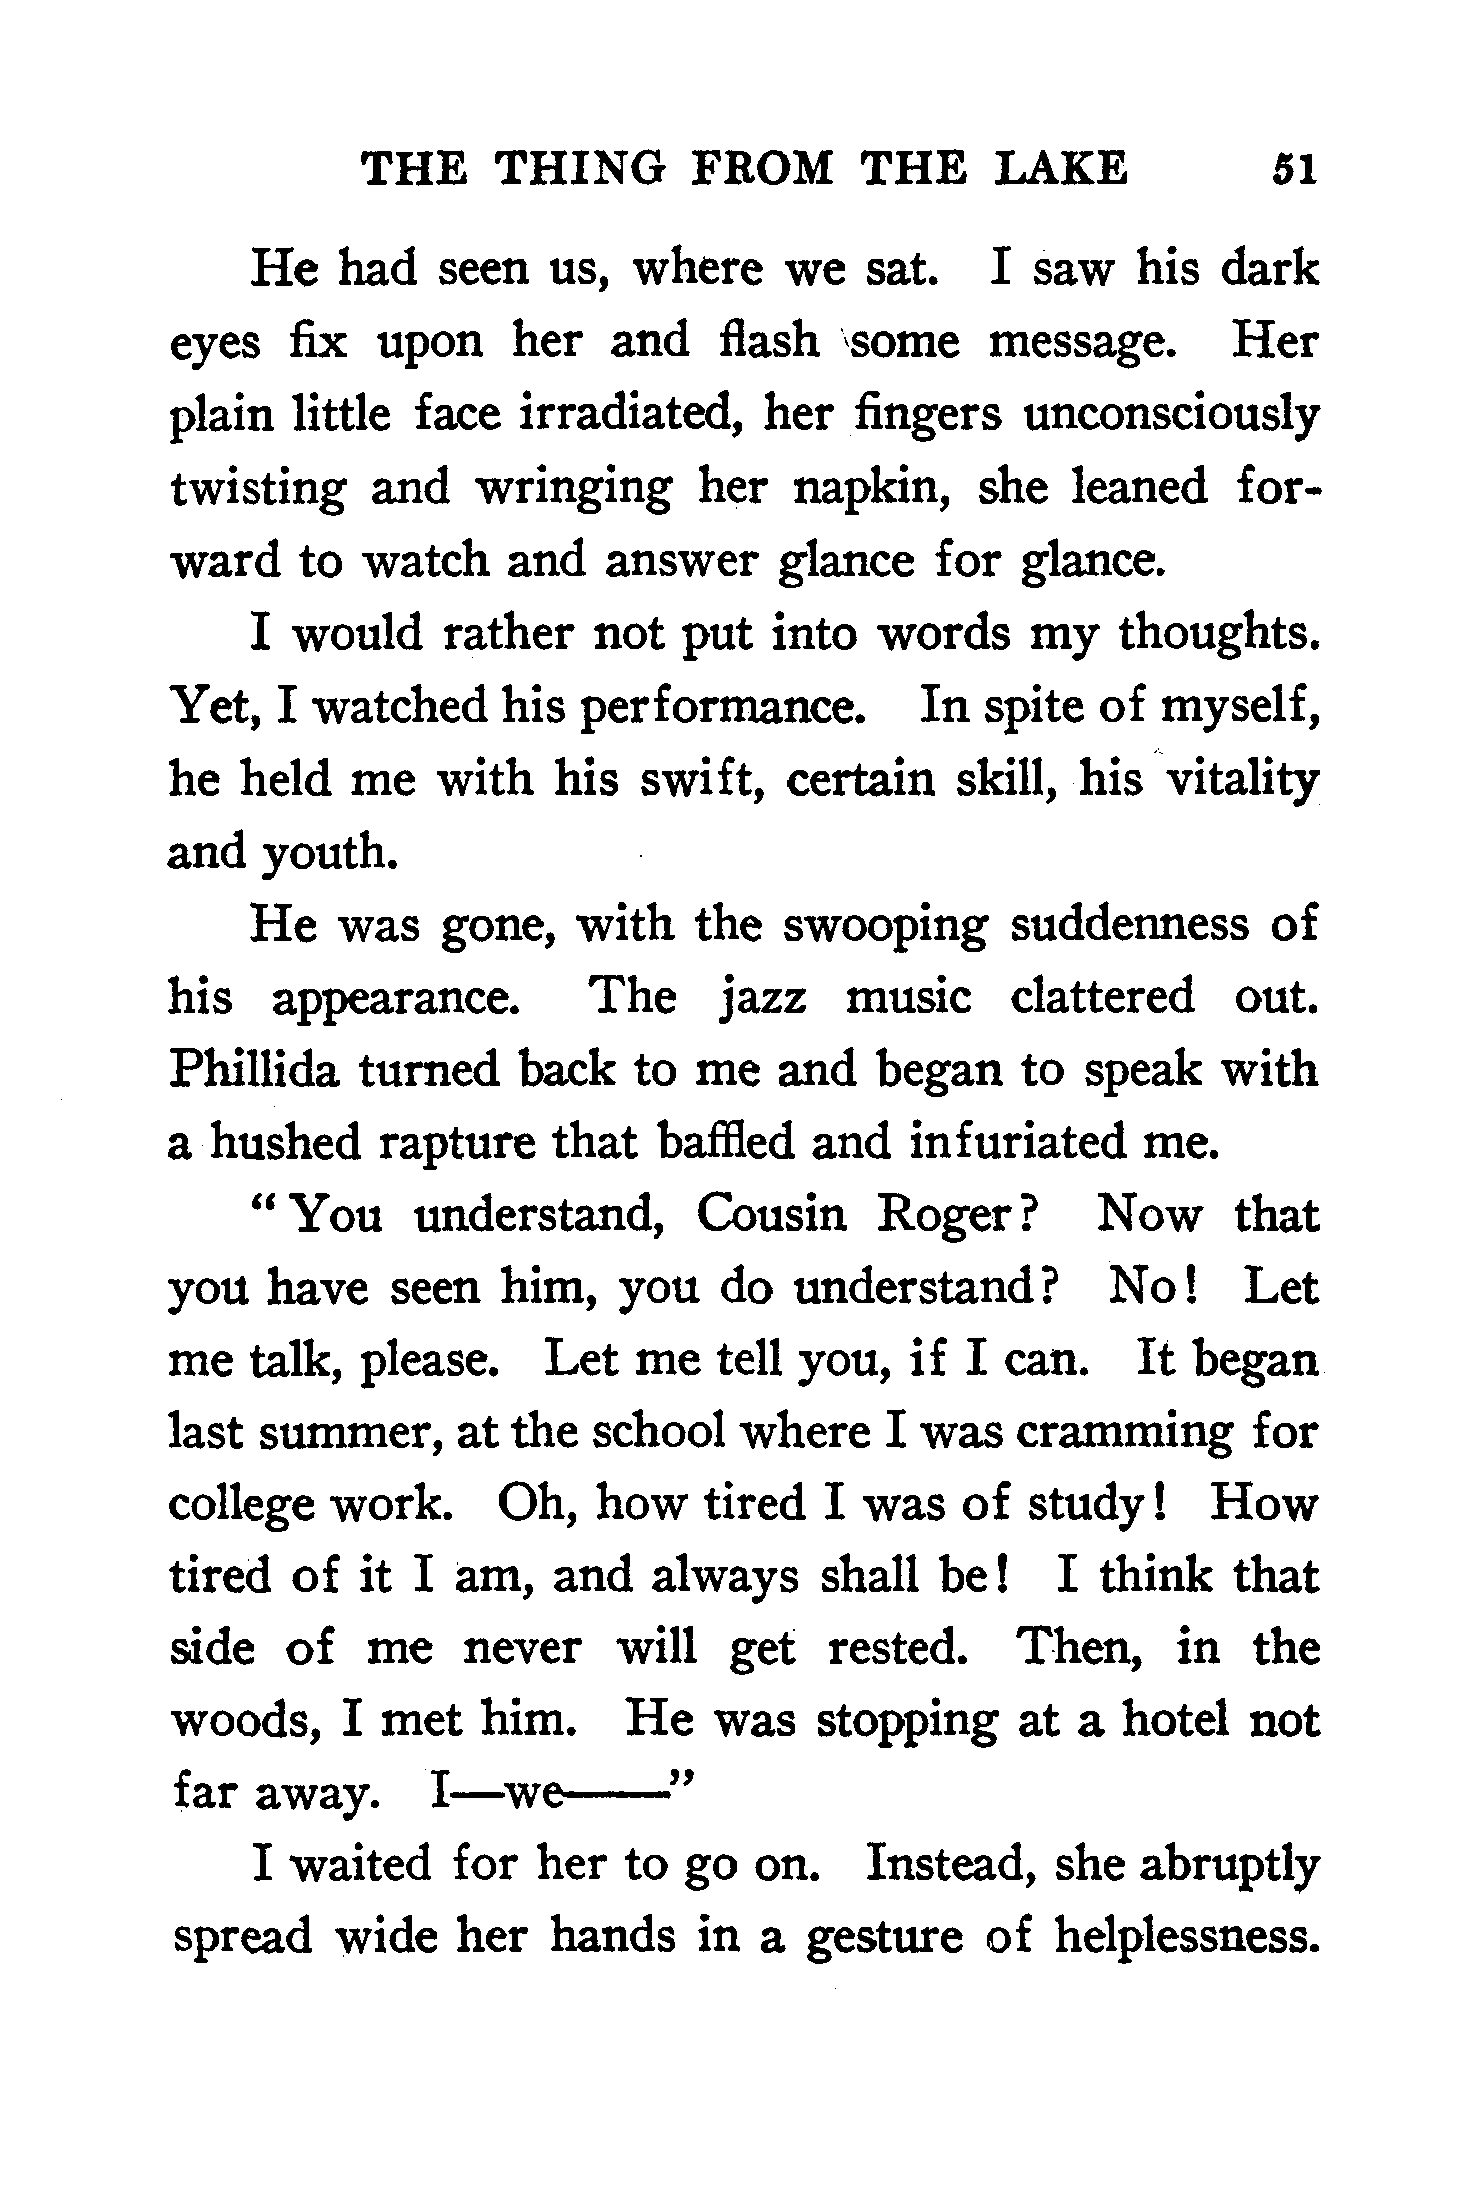 THE THING FROM THE LAKE 51
He had seen us, where we sat. I saw his dark
eyes fix upon her and flash some message. Her
plain little face irradiated, her fingers unconsciously
twisting and wringing her napkin, she leaned for-
ward to watch and answer glance for glance.
I would rather not put into words my thoughts.
Yet, I watched his performance. In spite of myself,
he held me with his swift, certain skill, his vitality
and youth.
He was gone, with the swooping suddenness of
his appearance. The jazz music clattered out.
Phillida turned back to me and began to speak with
a hushed rapture that baffled and infuriated me.
“You understand, Cousin Roger? Now that
you have seen him, you do understand? No! Let
me talk, please. Let me tell you, if I can. It began
last summer, at the school where I was cramming for
college work. Oh, how tired I was of study! How
tired of it I am, and always shall be! I think that
side of me never will get rested. Then, in the
woods, I met him. He was stopping at a hotel not
far away. I—we——”
I waited for her to go on. Instead, she abruptly
spread wide her hands in a gesture of helplessness.